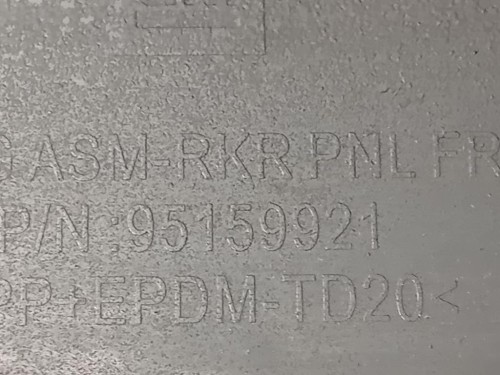 G ASM-RKR PNL FR
P/N :95159921
PP+EPDM-TD20<